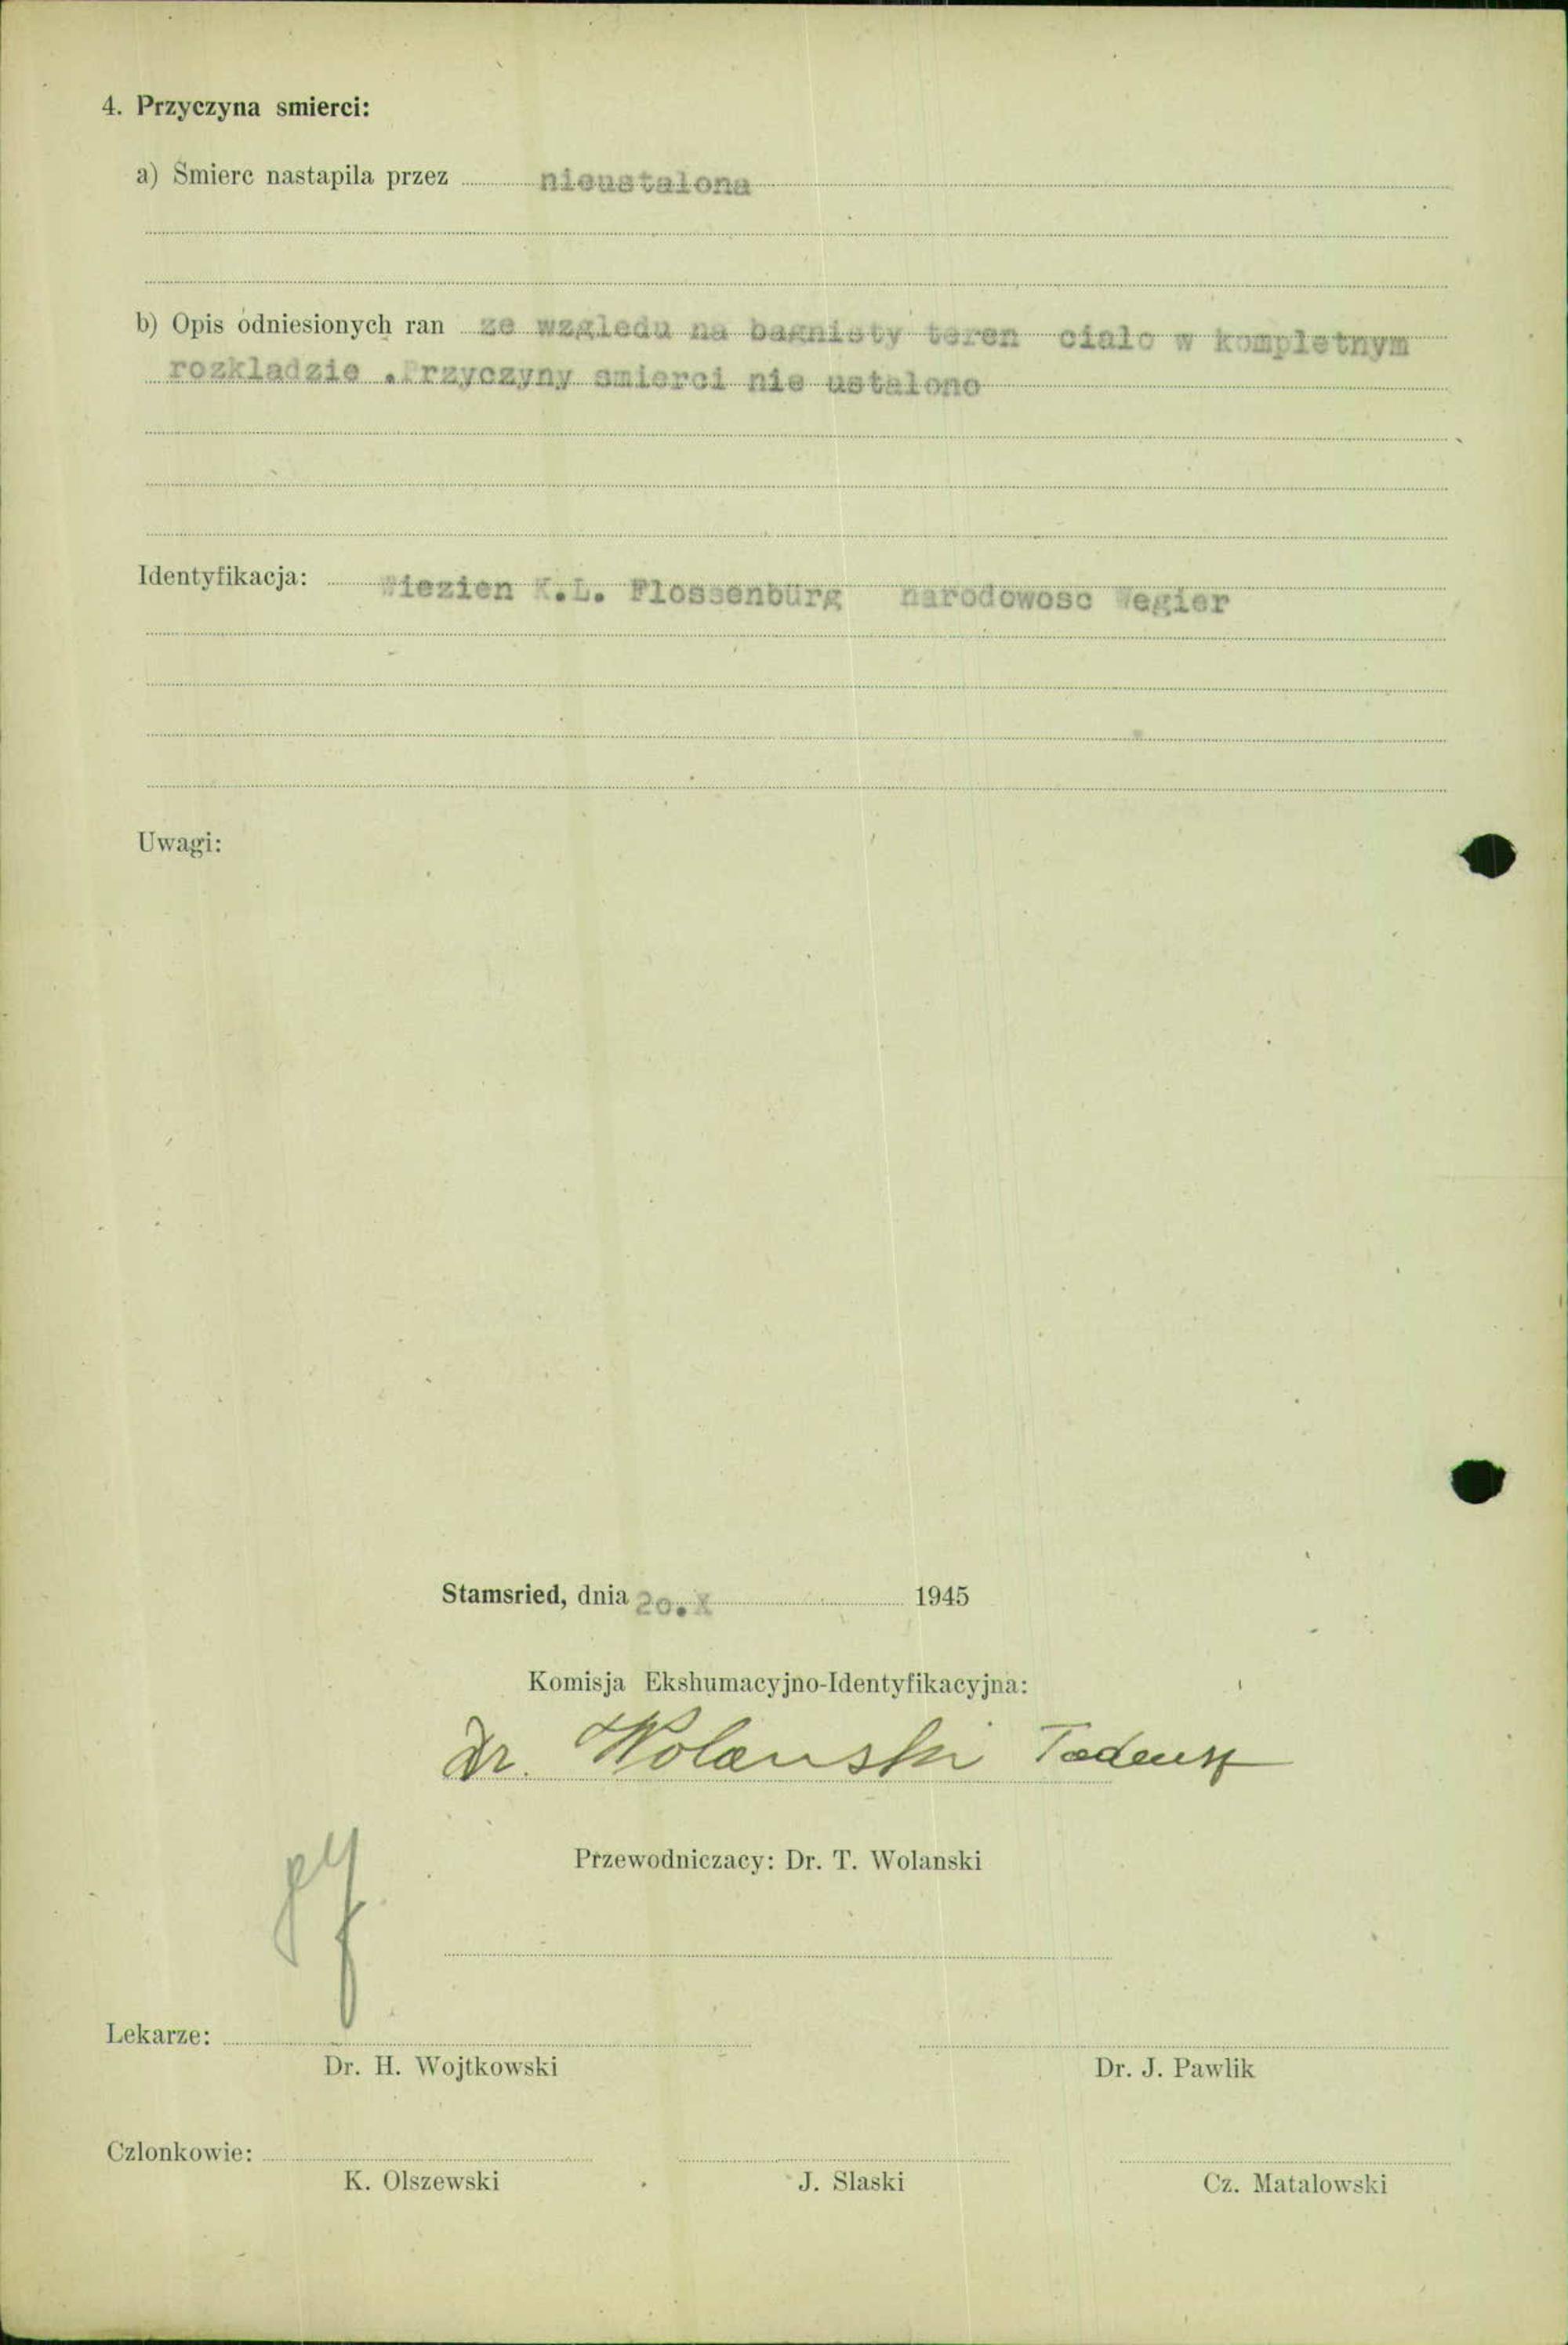 4. Przyczyna smierci:
a) Smierc nastapila przez nieustalona
b) Opis odniesionych ran ze wzgledu na bagnisty teren cialo w kompletnym
rozkladzie .Przyczyny smierci nie ustalono
Identyfikacja: Wiezien K.L. Flossenbürg narodowosc Wegier
Uwagi:
Stamsried, dnia 20.X 1945
Komisja Ekshumacyjno-Identyfikacyjna:
Dr. Wolanski Tadeusz
Przewodniczacy: Dr. T. Wolanski
Lekarze:
Dr. H. Wojtkowski Dr. J. Pawlik
Czlonkowie:
K. Olszewski J. Slaski Cz. Matalowski